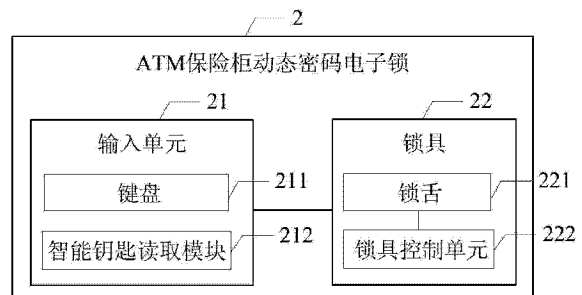 2
ATM保险柜动态密码电子锁
21
22
输入单元
锁具
键盘
211
锁舌
221
智能钥匙读取模块
212
锁具控制单元
222